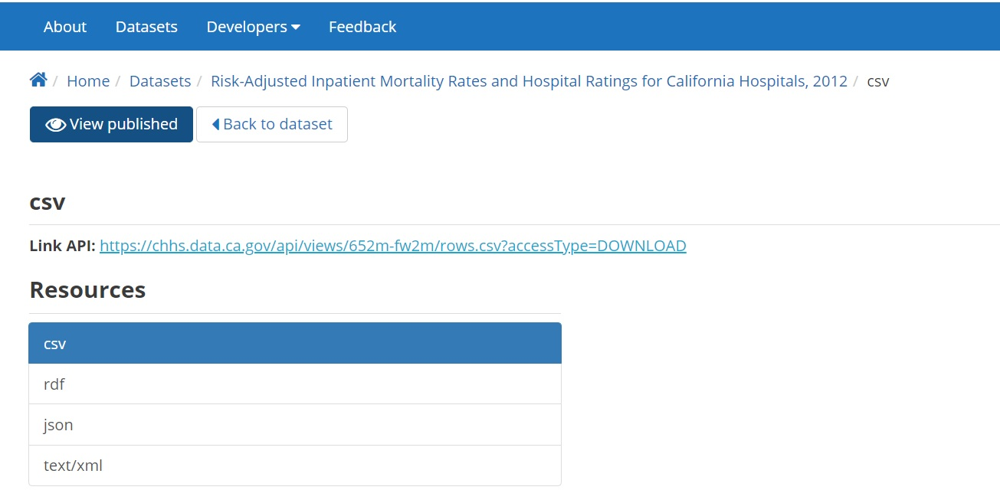 About Datasets Developers Feedback
/ Home / Datasets / Risk-Adjusted Inpatient Mortality Rates and Hospital Ratings for California Hospitals, 2012 / csv
View published Back to dataset
csv
Link API: https://chhs.data.ca.gov/api/views/652m-fw2m/rows.csv?accessType=DOWNLOAD
Resources
csv
rdf
json
text/xml